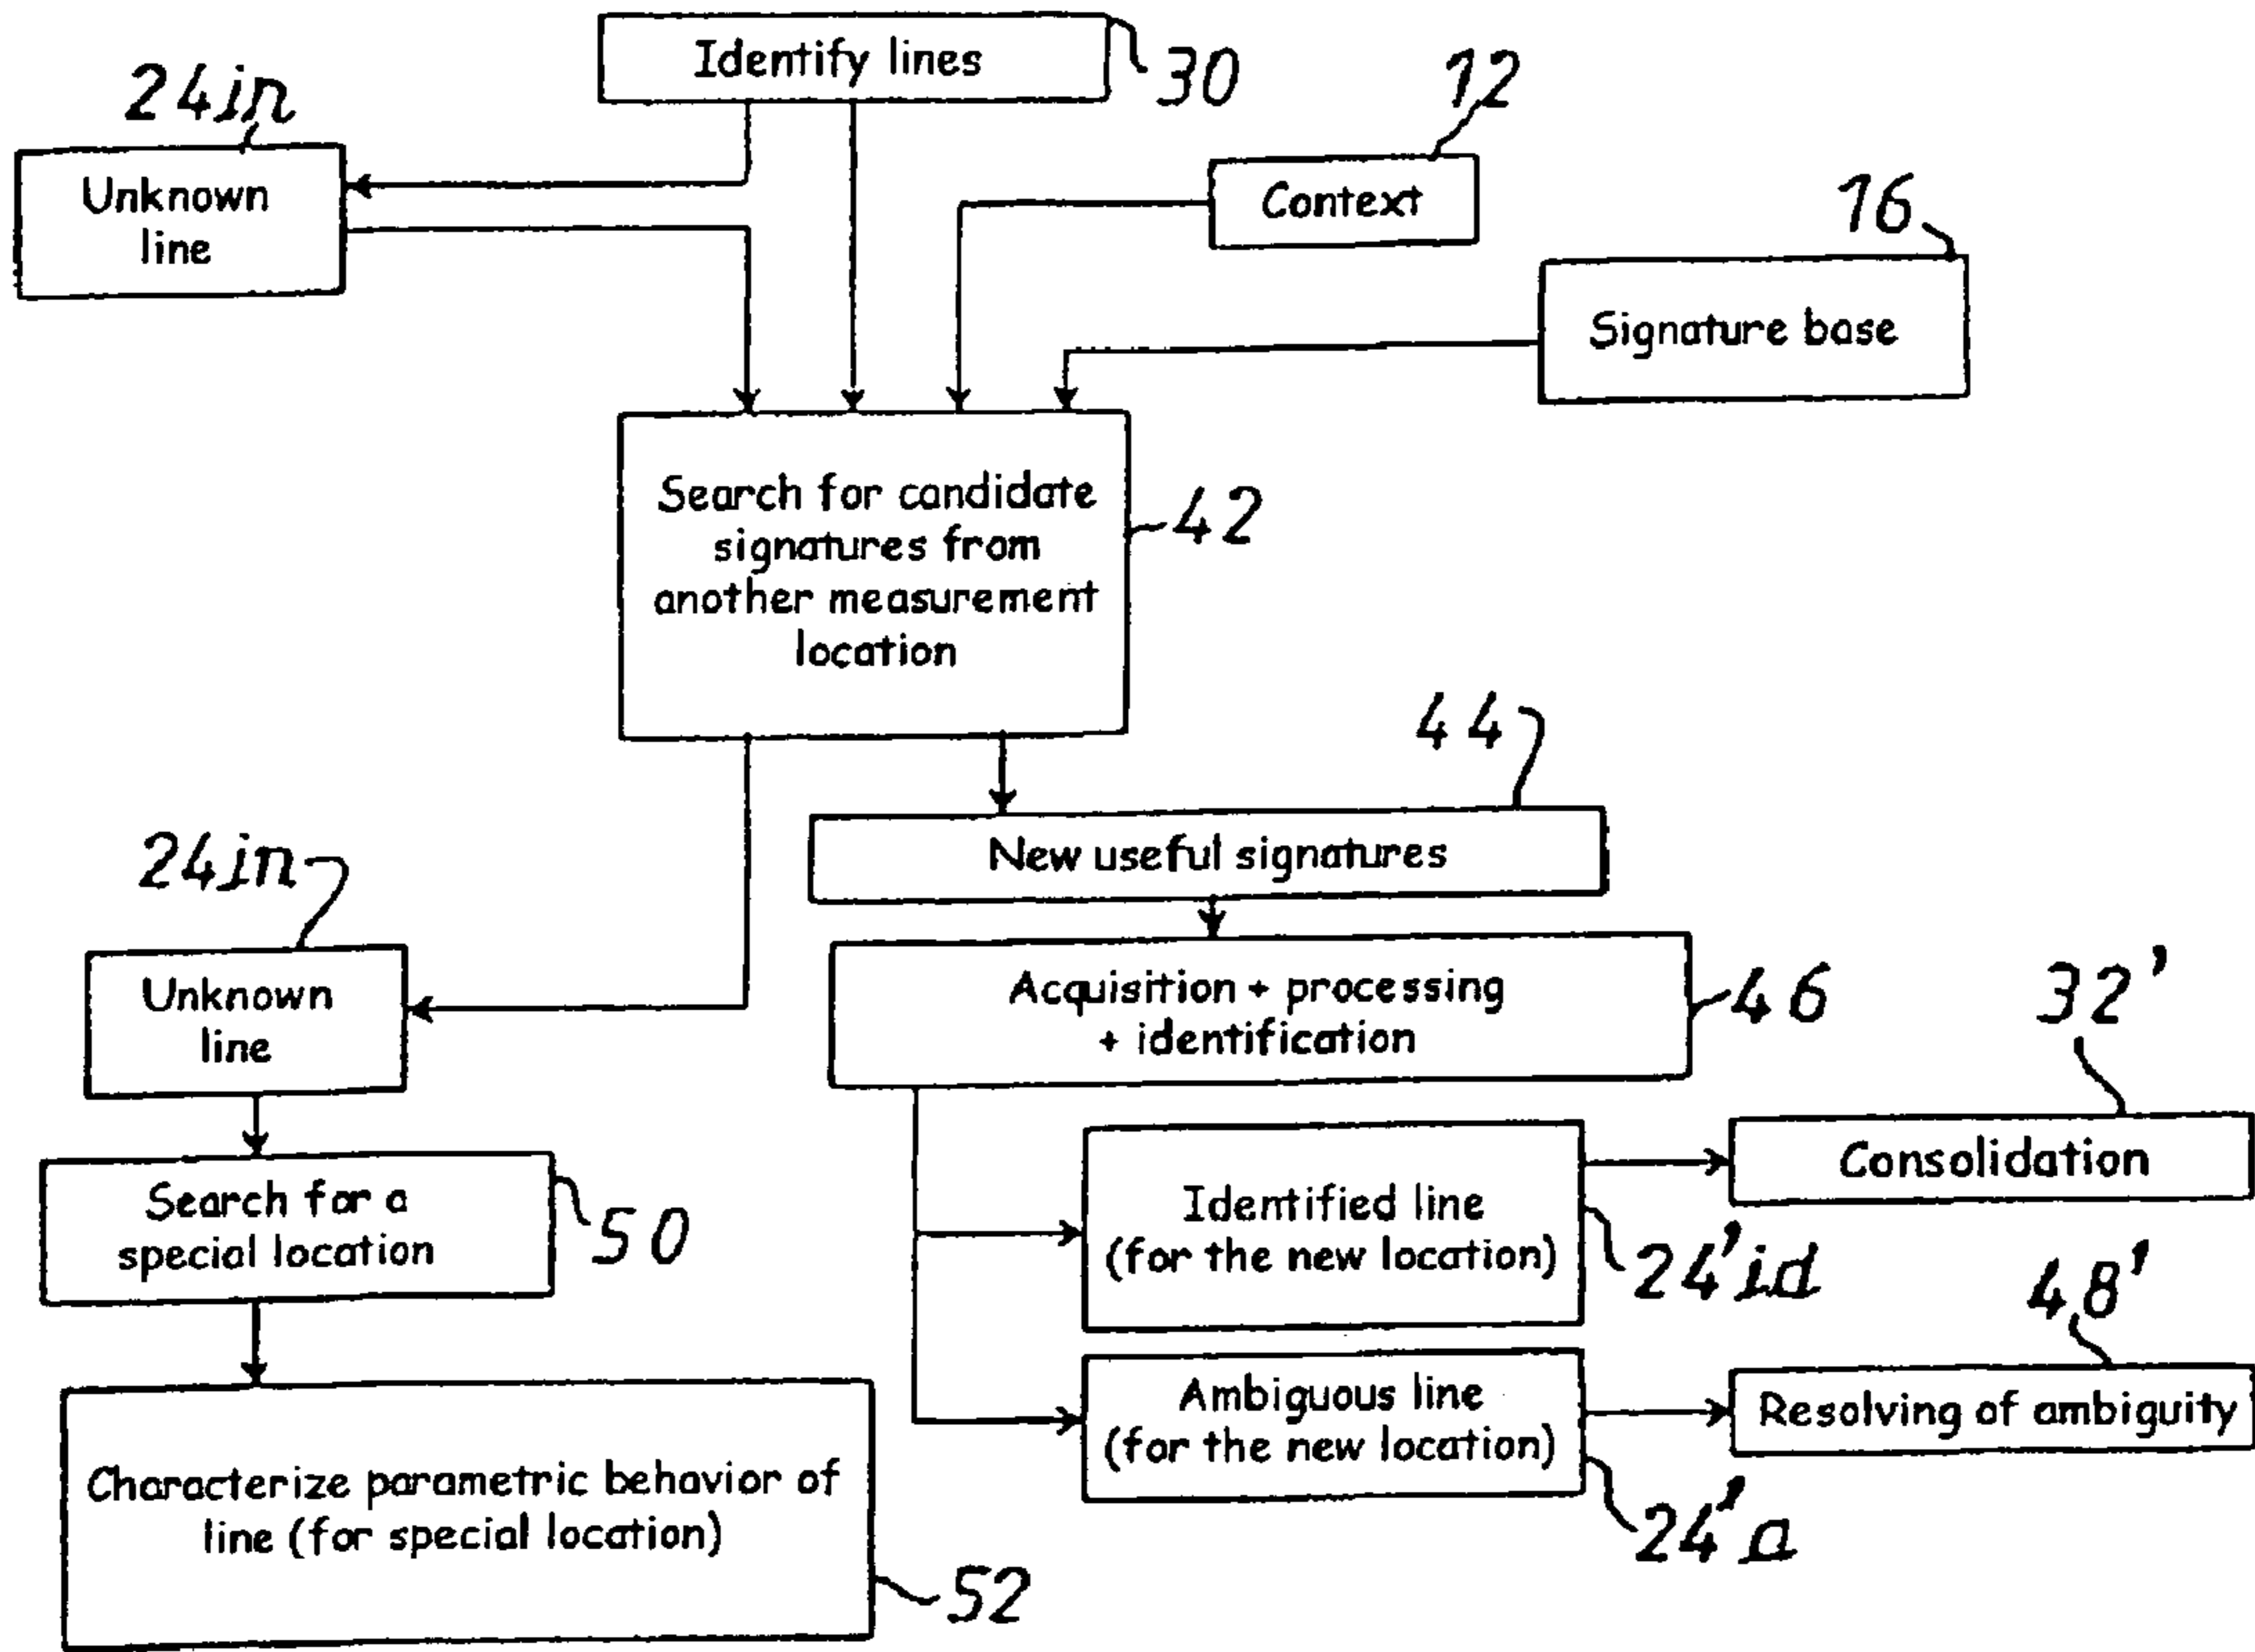 Identify lines
30
24in
12
Unknown
line
Context
16
Signature base
Search for candidate
signatures from
another measurement
location
42
44
New useful signatures
24in
Unknown
line
Acquisition + processing
+ identification
46
32'
Consolidation
Search for a
special location
50
Identified line
(for the new location)
24'id
48'
Ambiguous line
(for the new location)
Resolving of ambiguity
24'a
Characterize parametric behavior of
line (for special location)
52